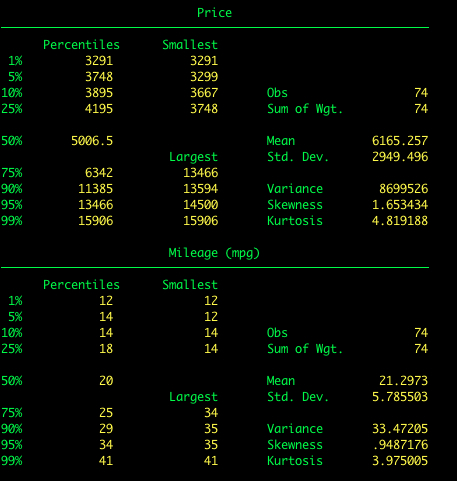 Price
Percentiles Smallest
1% 3291 3291
5% 3748 3299
10% 3895 3667 Obs 74
25% 4195 3748 Sum of Wgt. 74
50% 5006.5 Mean 6165.257
Largest Std. Dev. 2949.496
75% 6342 13466
90% 11385 13594 Variance 8699526
95% 13466 14500 Skewness 1.653434
99% 15906 15906 Kurtosis 4.819188
Mileage (mpg)
Percentiles Smallest
1% 12 12
5% 14 12
10% 14 14 Obs 74
25% 18 14 Sum of Wgt. 74
50% 20 Mean 21.2973
Largest Std. Dev. 5.785503
75% 25 34
90% 29 35 Variance 33.47205
95% 34 35 Skewness .9487176
99% 41 41 Kurtosis 3.975005